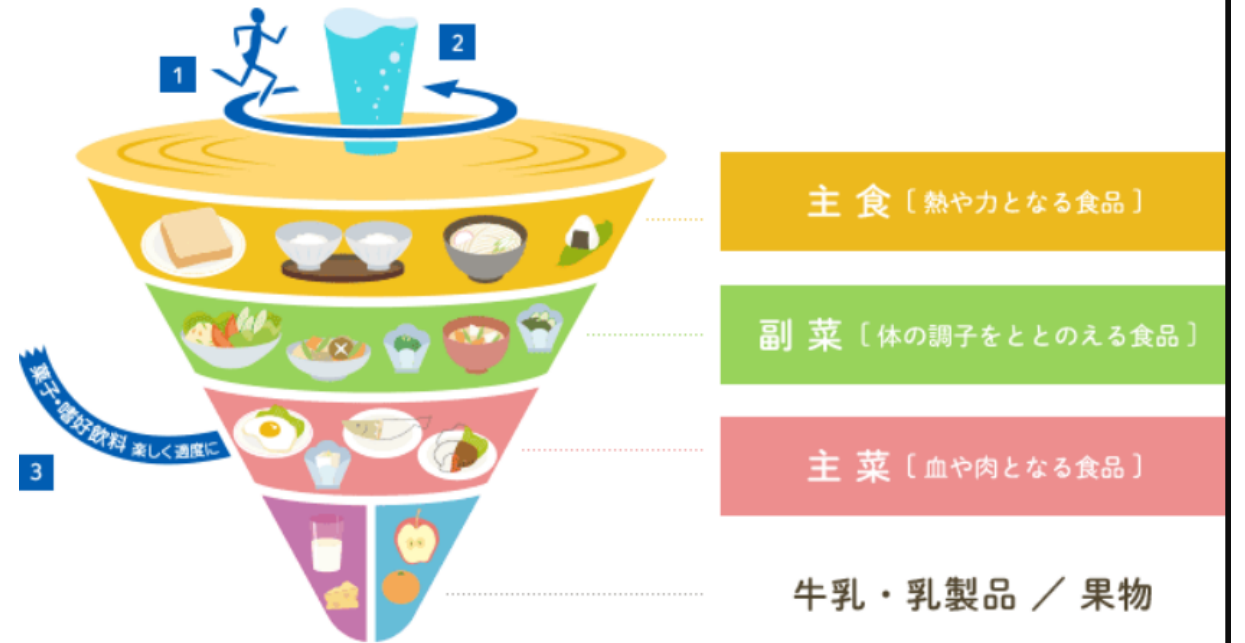 1
2
主食〔熱や力となる食品〕
副菜〔体の調子をととのえる食品〕
菓子・嗜好飲料 楽しく適度に
3
主菜〔血や肉となる食品〕
牛乳・乳製品 / 果物